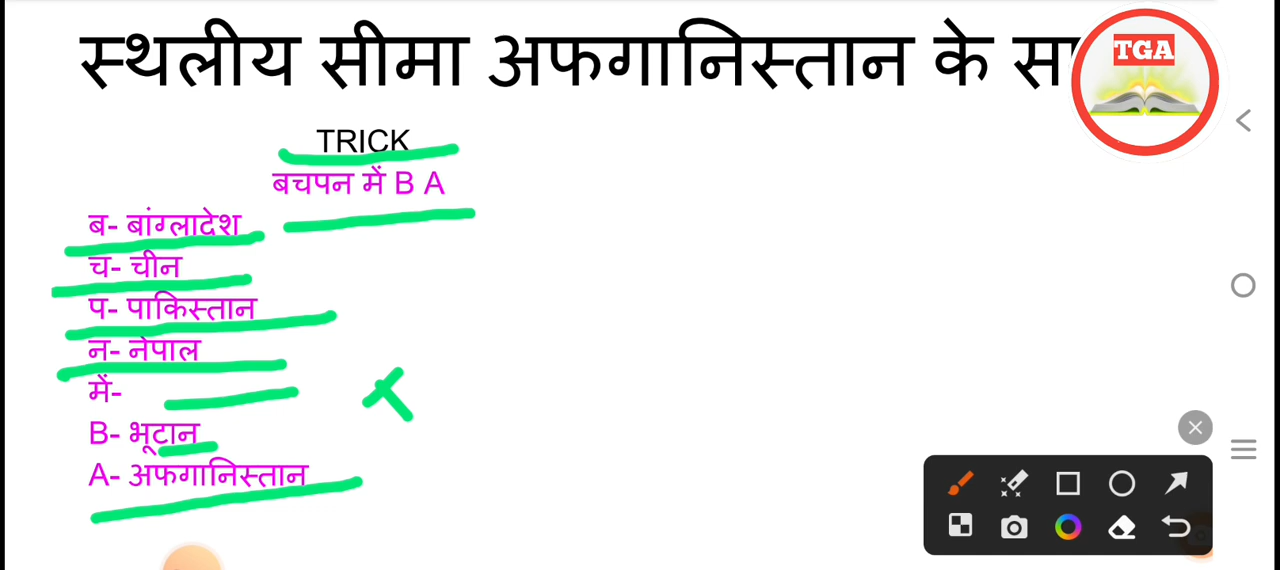 स्थलीय सीमा अफगानिस्तान के
TGA
TRICK
बचपन में B A
ब- बांग्लादेश
च- चीन
प- पाकिस्तान
न- नेपाल
में-
B- भूटान
A- अफगानिस्तान